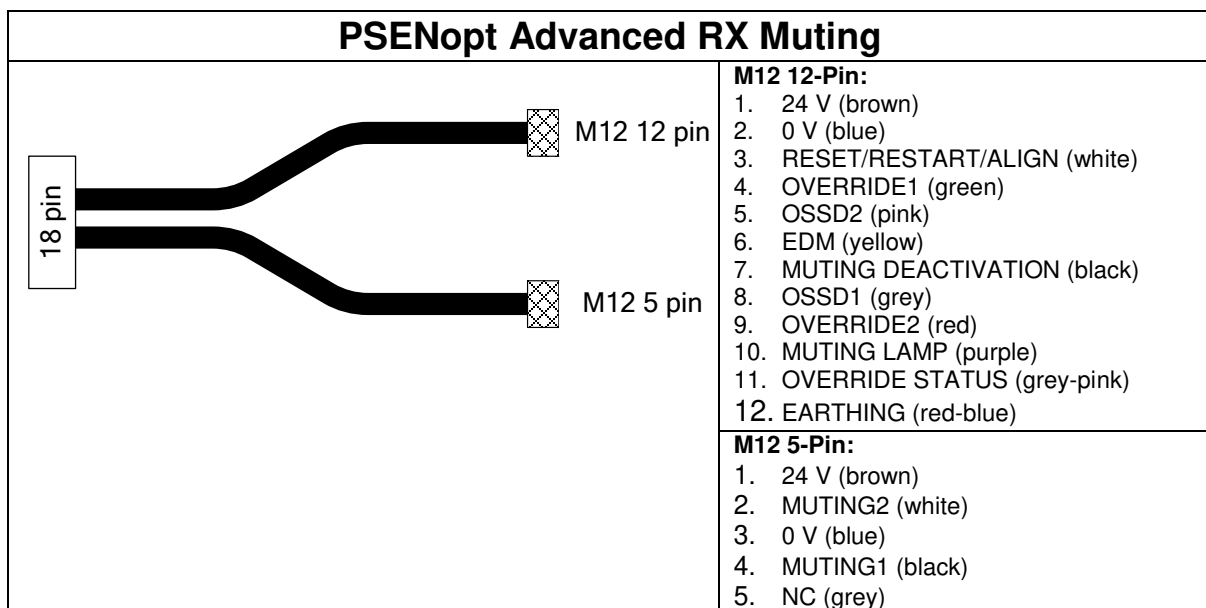 PSENopt Advanced RX Muting
18 pin
M12 12 pin
M12 5 pin
M12 12-Pin:
1. 24 V (brown)
2. 0 V (blue)
3. RESET/RESTART/ALIGN (white)
4. OVERRIDE1 (green)
5. OSSD2 (pink)
6. EDM (yellow)
7. MUTING DEACTIVATION (black)
8. OSSD1 (grey)
9. OVERRIDE2 (red)
10. MUTING LAMP (purple)
11. OVERRIDE STATUS (grey-pink)
12. EARTHING (red-blue)
M12 5-Pin:
1. 24 V (brown)
2. MUTING2 (white)
3. 0 V (blue)
4. MUTING1 (black)
5. NC (grey)